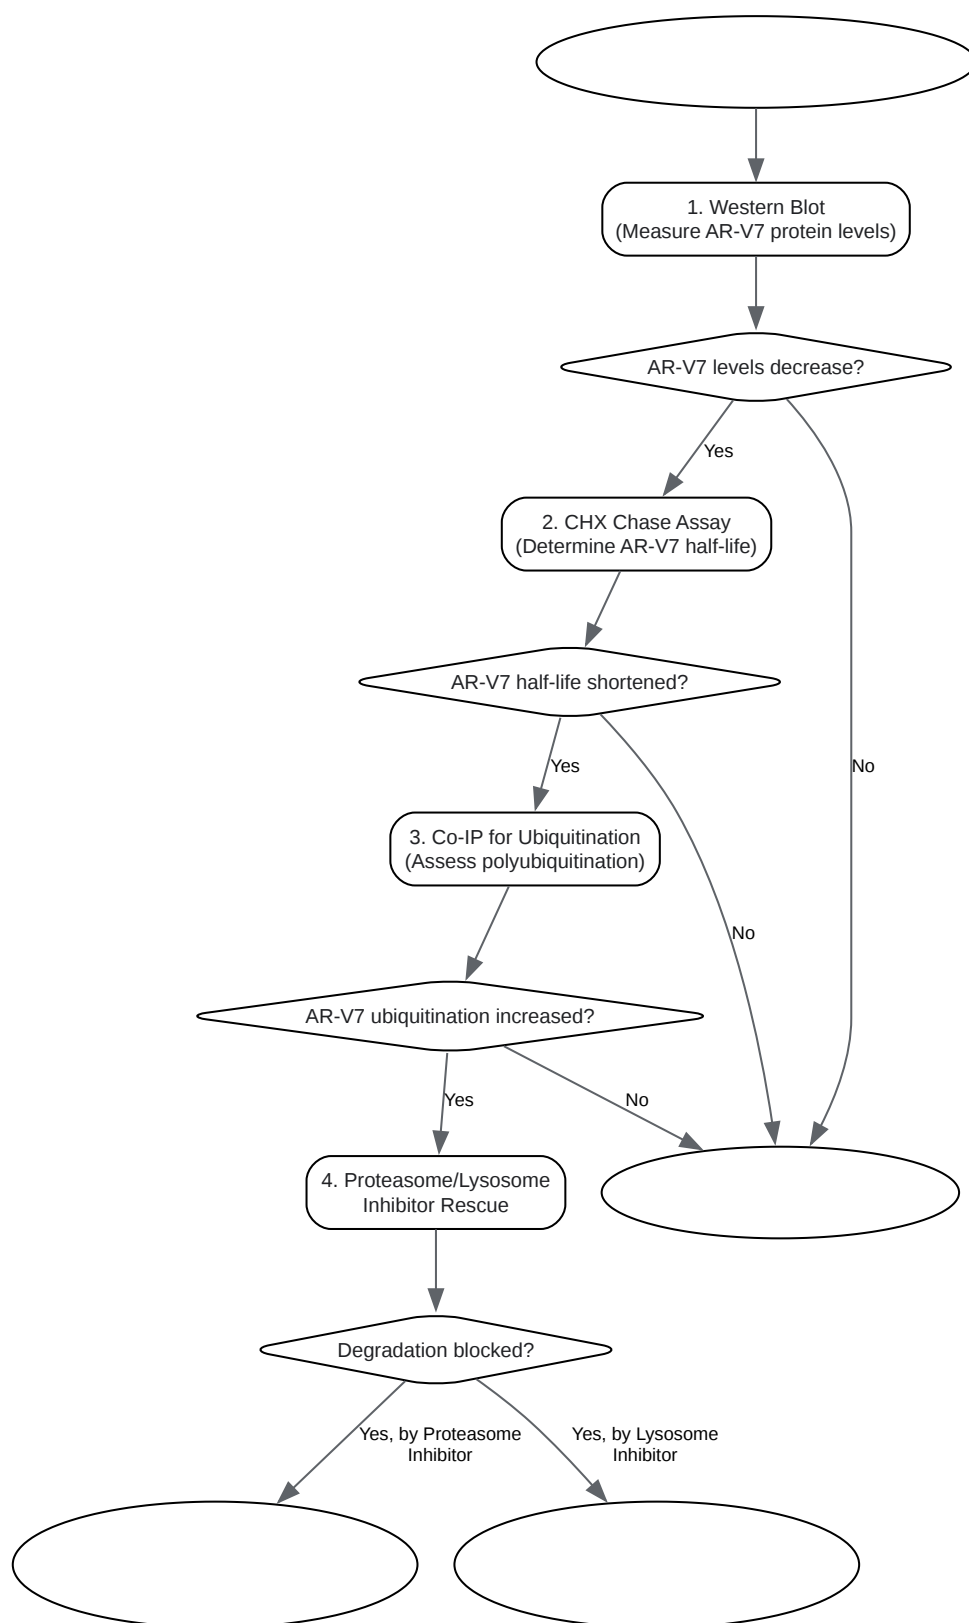 1. Western Blot
(Measure AR-V7 protein levels)
AR-V7 levels decrease?
Yes
2. CHX Chase Assay
(Determine AR-V7 half-life)
AR-V7 half-life shortened?
Yes
No
3. Co-IP for Ubiquitination
(Assess polyubiquitination)
No
AR-V7 ubiquitination increased?
Yes
No
4. Proteasome/Lysosome
Inhibitor Rescue
Degradation blocked?
Yes, by Proteasome
Inhibitor
Yes, by Lysosome
Inhibitor